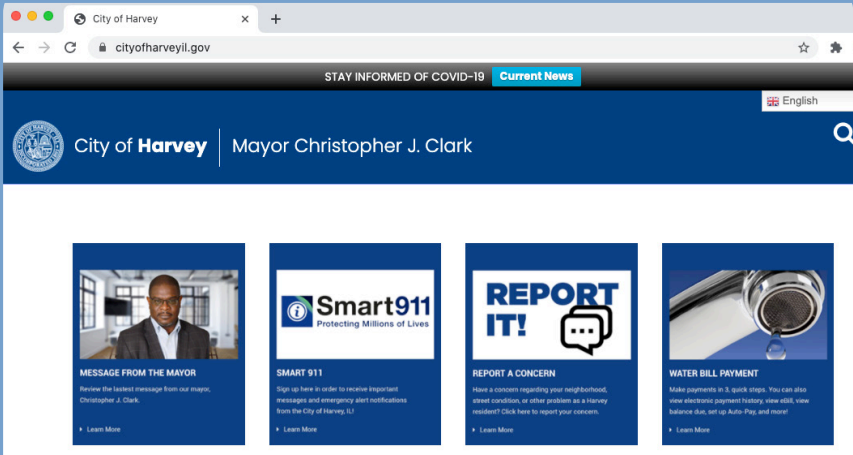 City of Harvey
cityofharveyil.gov
STAY INFORMED OF COVID-19 Current News
English
City of Harvey Mayor Christopher J. Clark
MESSAGE FROM THE MAYOR
Review the lastest message from our mayor,
Christopher J. Clark.
Learn More
Smart911
Protecting Millions of Lives
SMART 911
Sign up here in order to receive important
messages and emergency alert notifications
from the City of Harvey, IL!
Learn More
REPORT
IT!
REPORT A CONCERN
Have a concern regarding your neighborhood,
street condition, or other problem as a Harvey
resident? Click here to report your concern.
Learn More
WATER BILL PAYMENT
Make payments in 3, quick steps. You can also
view electronic payment history, view eBill, view
balance due, set up Auto-Pay, and more!
Learn More